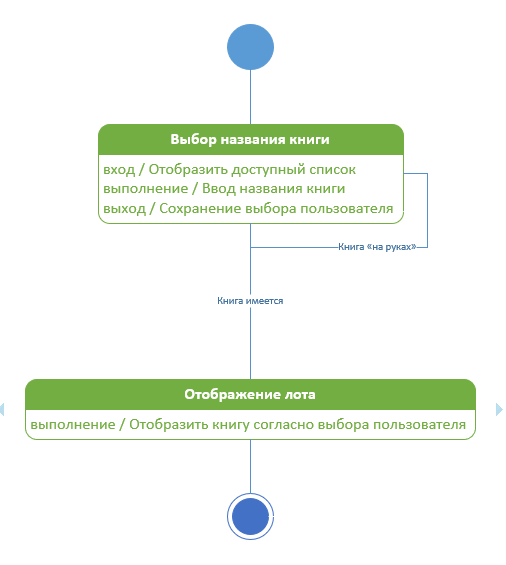 Выбор названия книги
вход / Отобразить доступный список
выполнение / Ввод названия книги
выход / Сохранение выбора пользователя
Книга «на руках»
Книга имеется
Отображение лота
выполнение / Отобразить книгу согласно выбора пользователя